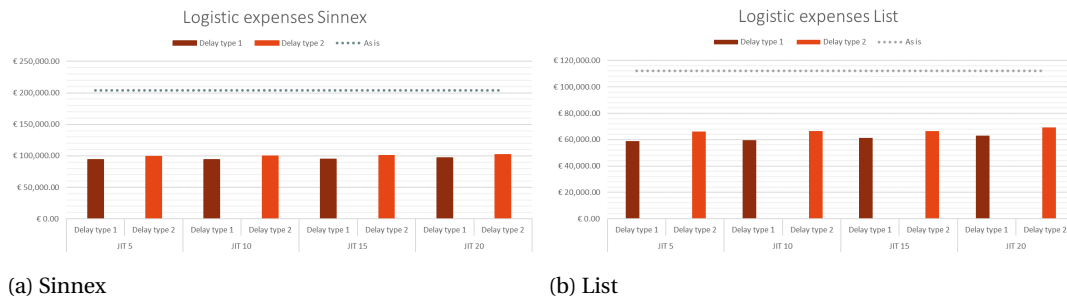 Logistic expenses Sinnex
Delay type 1 Delay type 2 As is
€ 250,000.00
€ 200,000.00
€ 150,000.00
€ 100,000.00
€ 50,000.00
€ 0.00
Delay type 1 Delay type 2 Delay type 1 Delay type 2 Delay type 1 Delay type 2 Delay type 1 Delay type 2
JIT 5 JIT 10 JIT 15 JIT 20
(a) Sinnex
Logistic expenses List
Delay type 1 Delay type 2 As is
€ 120,000.00
€ 100,000.00
€ 80,000.00
€ 60,000.00
€ 40,000.00
€ 20,000.00
€ 0.00
Delay type 1 Delay type 2 Delay type 1 Delay type 2 Delay type 1 Delay type 2 Delay type 1 Delay type 2
JIT 5 JIT 10 JIT 15 JIT 20
(b) List